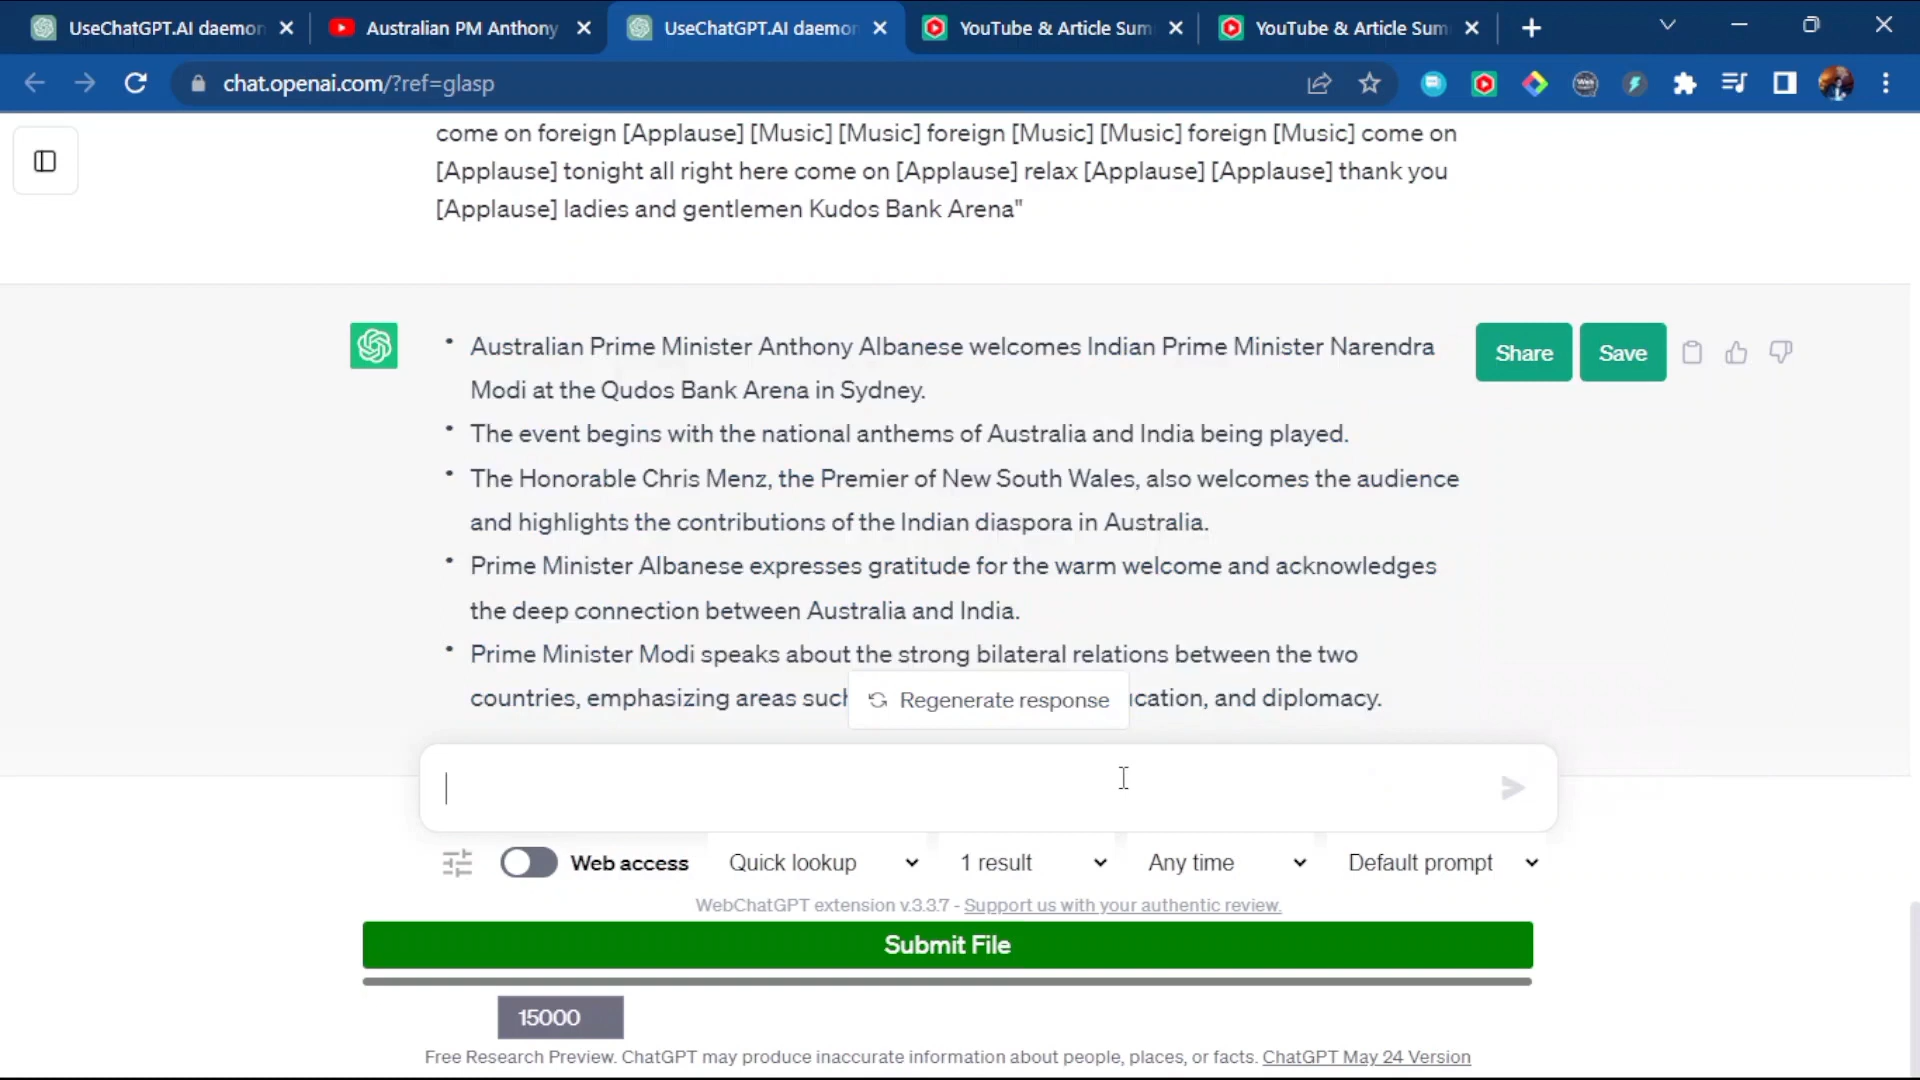 UseChatGPT.AI daemon
Australian PM Anthony
UseChatGPT.AI daemon
YouTube & Article Sum
YouTube & Article Sum
chat.openai.com/?ref=glasp
come on foreign [Applause] [Music] [Music] foreign [Music] [Music] foreign [Music] come on
[Applause] tonight all right here come on [Applause] relax [Applause] [Applause] thank you
[Applause] ladies and gentlemen Kudos Bank Arena"
• Australian Prime Minister Anthony Albanese welcomes Indian Prime Minister Narendra
Modi at the Qudos Bank Arena in Sydney.
Share
Save
• The event begins with the national anthems of Australia and India being played.
• The Honorable Chris Menz, the Premier of New South Wales, also welcomes the audience
and highlights the contributions of the Indian diaspora in Australia.
• Prime Minister Albanese expresses gratitude for the warm welcome and acknowledges
the deep connection between Australia and India.
• Prime Minister Modi speaks about the strong bilateral relations between the two
countries, emphasizing areas such ication, and diplomacy.
Regenerate response
Web access
Quick lookup
1 result
Any time
Default prompt
WebChatGPT extension v.3.3.7 - Support us with your authentic review.
Submit File
15000
Free Research Preview. ChatGPT may produce inaccurate information about people, places, or facts. ChatGPT May 24 Version